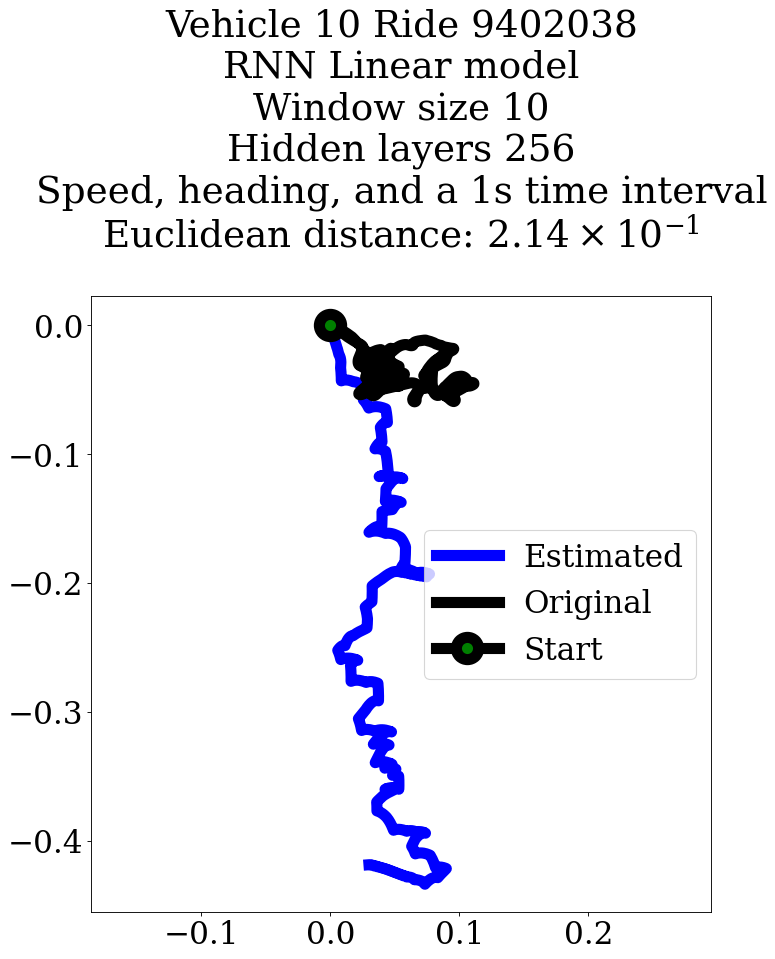 Vehicle 10 Ride 9402038
RNN Linear model
Window size 10
Hidden layers 256
Speed, heading, and a 1s time interval
Euclidean distance: 2.14 × 10⁻¹
0.0
−0.1
−0.2
−0.3
−0.4
Estimated
Original
Start
−0.1 0.0 0.1 0.2